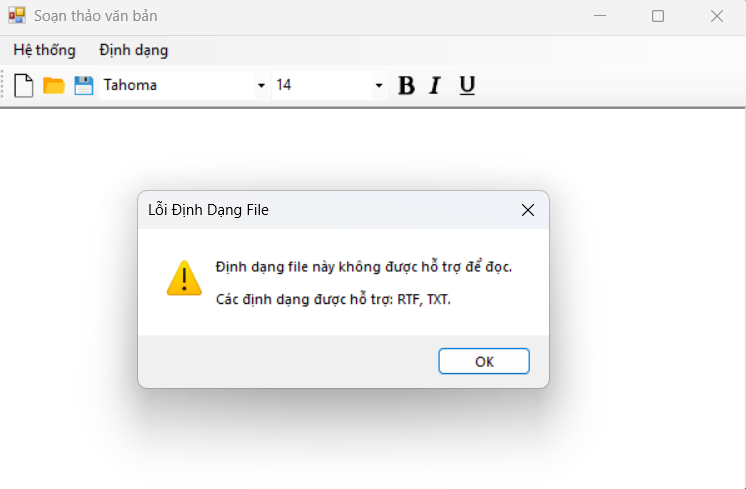 Soạn thảo văn bản
Hệ thống Định dạng
Tahoma 14 B I U
Lỗi Định Dạng File
Định dạng file này không được hỗ trợ để đọc.
Các định dạng được hỗ trợ: RTF, TXT.
OK